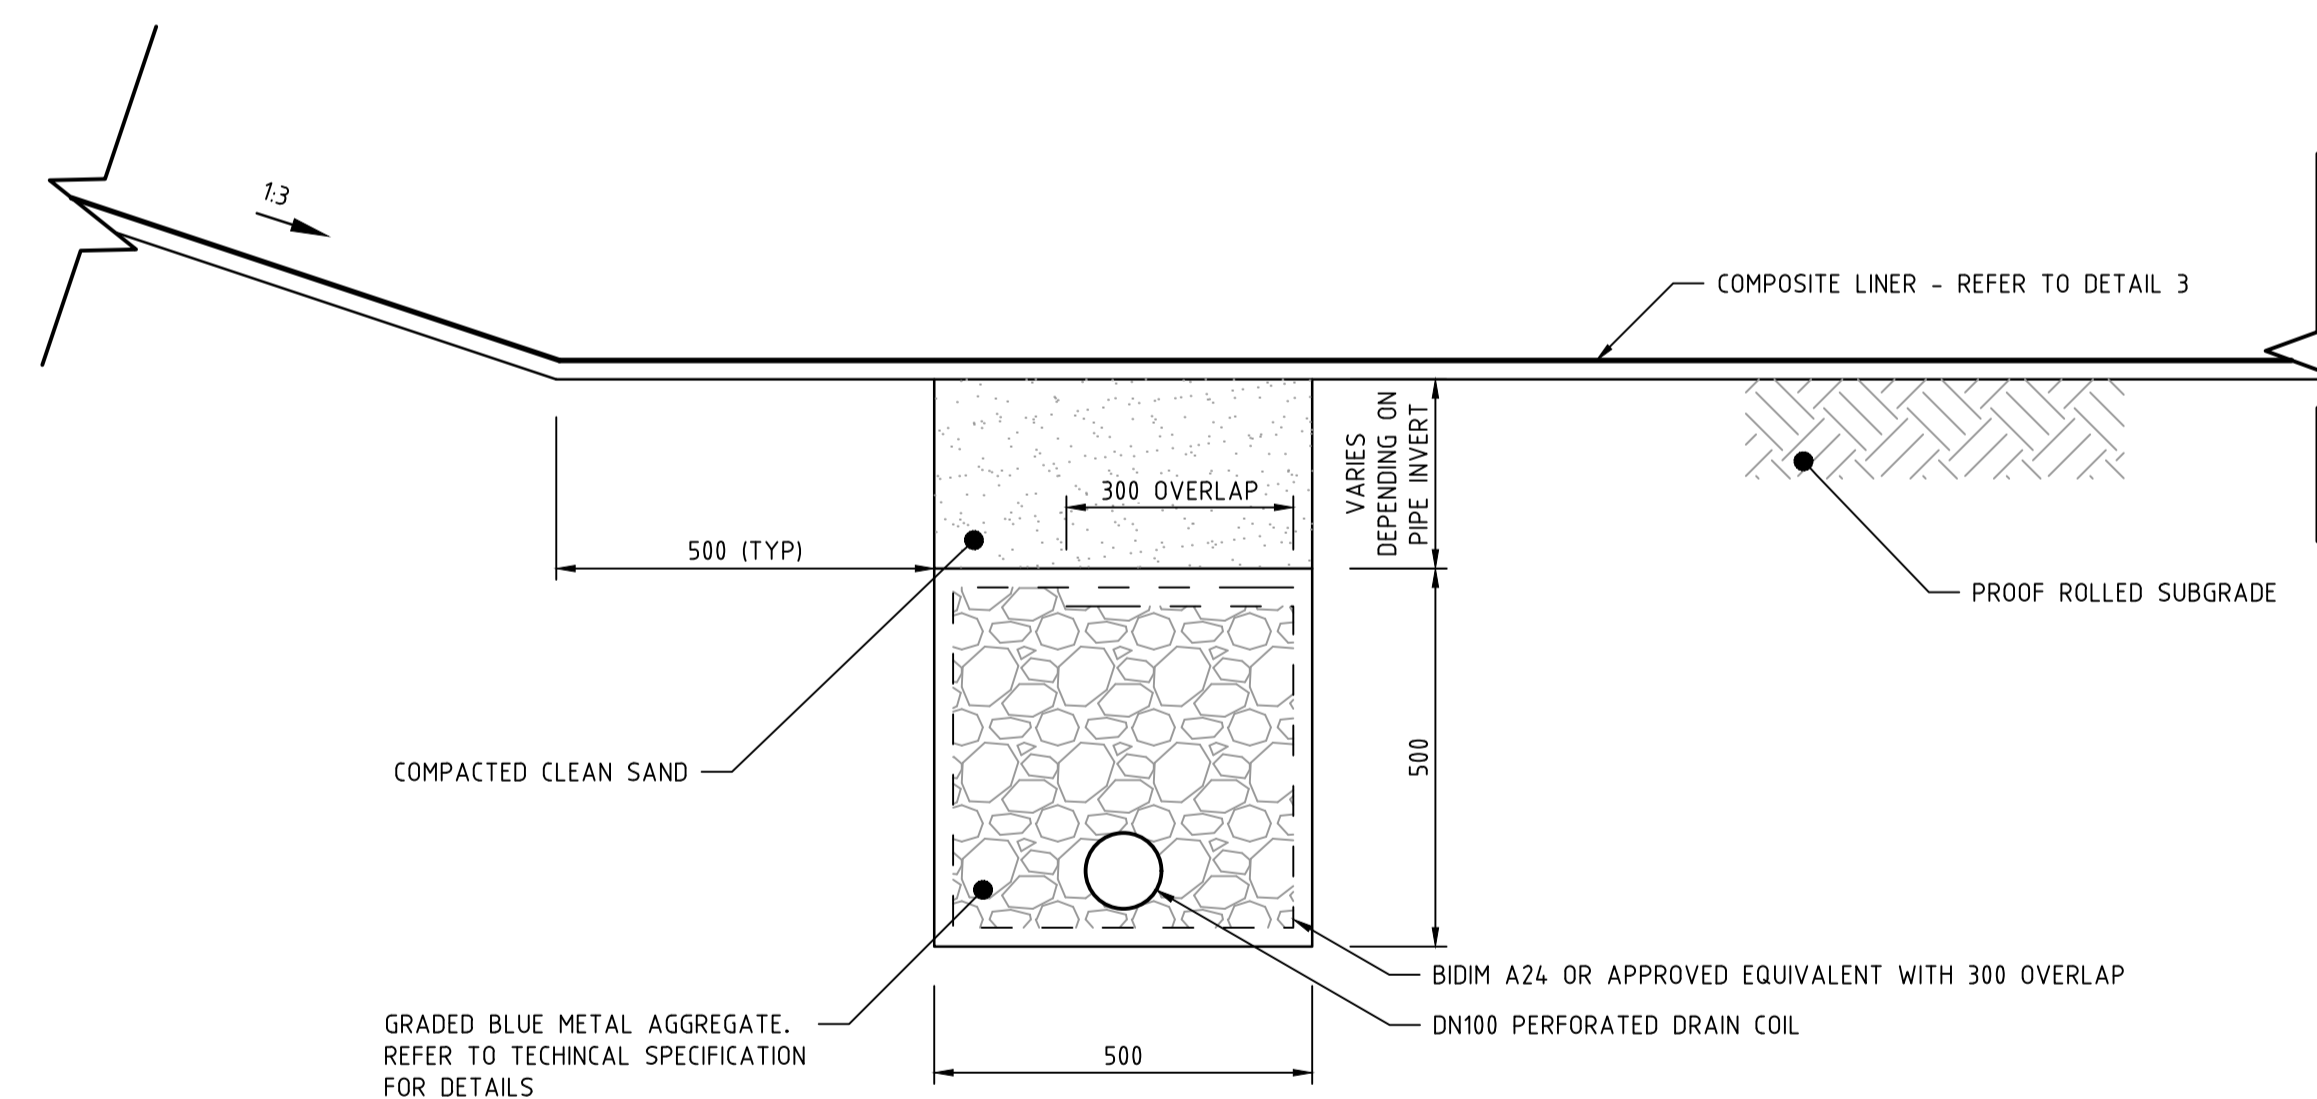 1:3
COMPOSITE LINER - REFER TO DETAIL 3
VARIES
DEPENDING ON
PIPE INVERT
300 OVERLAP
500 (TYP)
PROOF ROLLED SUBGRADE
COMPACTED CLEAN SAND
500
BIDIM A24 OR APPROVED EQUIVALENT WITH 300 OVERLAP
DN100 PERFORATED DRAIN COIL
GRADED BLUE METAL AGGREGATE.
REFER TO TECHINCAL SPECIFICATION
FOR DETAILS
500